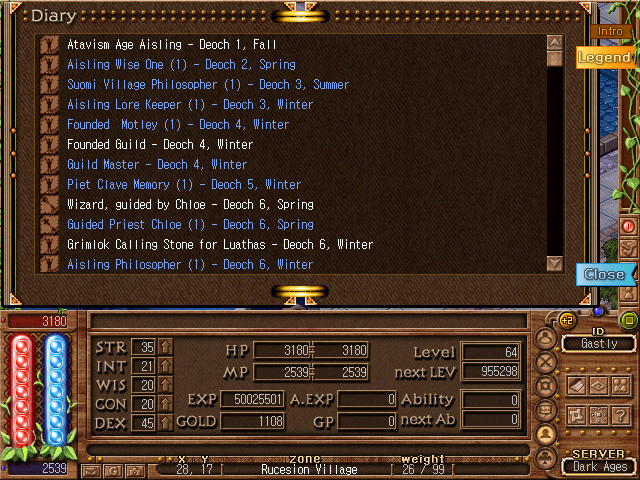 Diary
Intro
Legend
Atavism Age Aisling - Deoch 1, Fall
Aisling Wise One (1) - Deoch 2, Spring
Suomi Village Philosopher (1) - Deoch 3, Summer
Aisling Lore Keeper (1) - Deoch 3, Winter
Founded  Motley (1) - Deoch 4, Winter
Founded Guild - Deoch 4, Winter
Guild Master - Deoch 4, Winter
Piet Clave Memory (1) - Deoch 5, Winter
Wizard, guided by Chloe - Deoch 6, Spring
Guided Priest Chloe (1) - Deoch 6, Spring
Grimlok Calling Stone for Luathas - Deoch 6, Winter
Aisling Philosopher (1) - Deoch 6, Winter
Close
3180
+2
ID
Gastly
STR 35 HP 3180 3180 Level 64
INT 21 MP 2539 2539 next LEV 955298
WIS 20
CON 20 EXP 50025501 A.EXP 0 Ability 0
DEX 45 GOLD 1108 GP 0 next Ab 0
?
2539
x . Y zone weight
28, 17 Rucesion Village 26 / 99
SERVER
Dark Ages